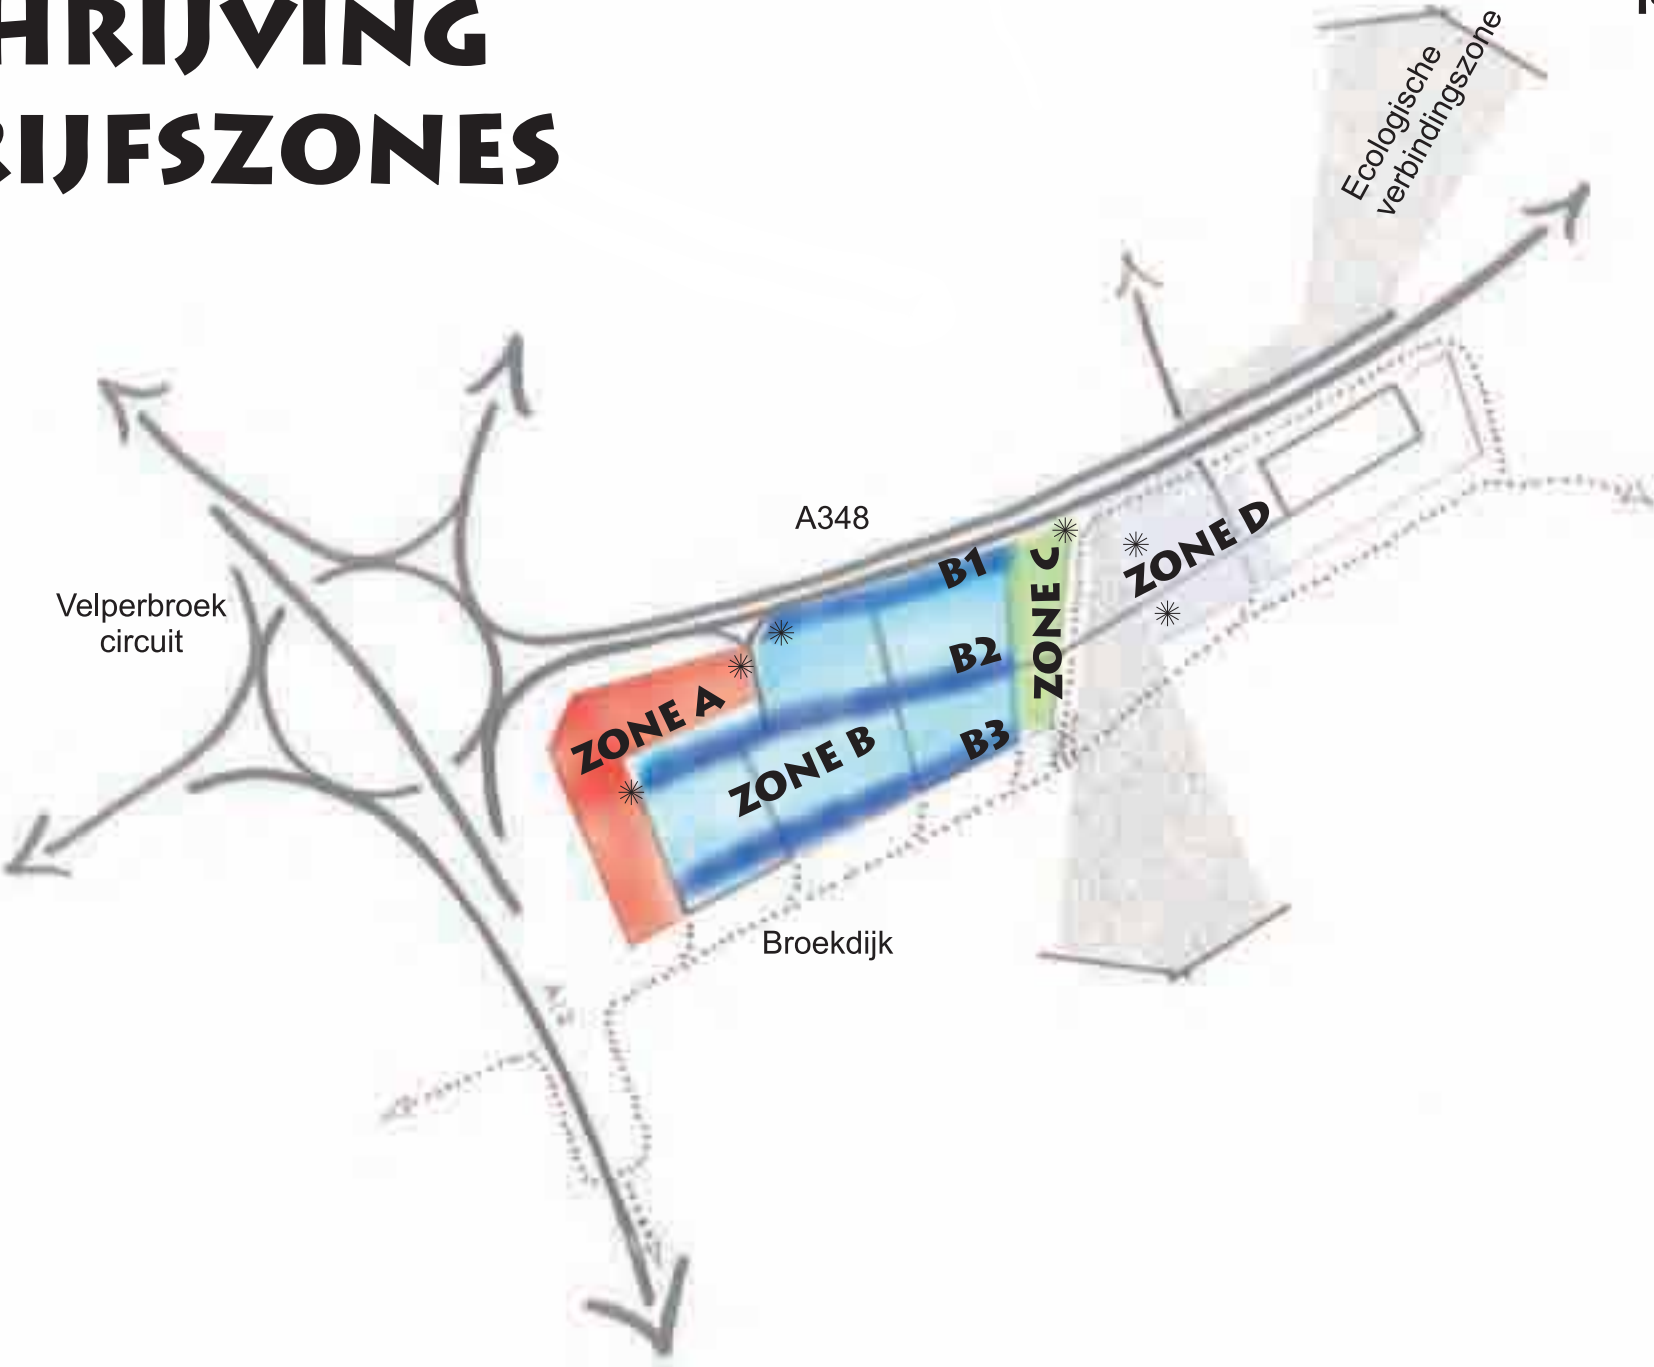 HRIJVING
RIJFSZONES
Ecologische
verbindingszone
A348
Velperbroek
circuit
ZONE A
ZONE B
B1
B2
B3
ZONE C
ZONE D
Broekdijk